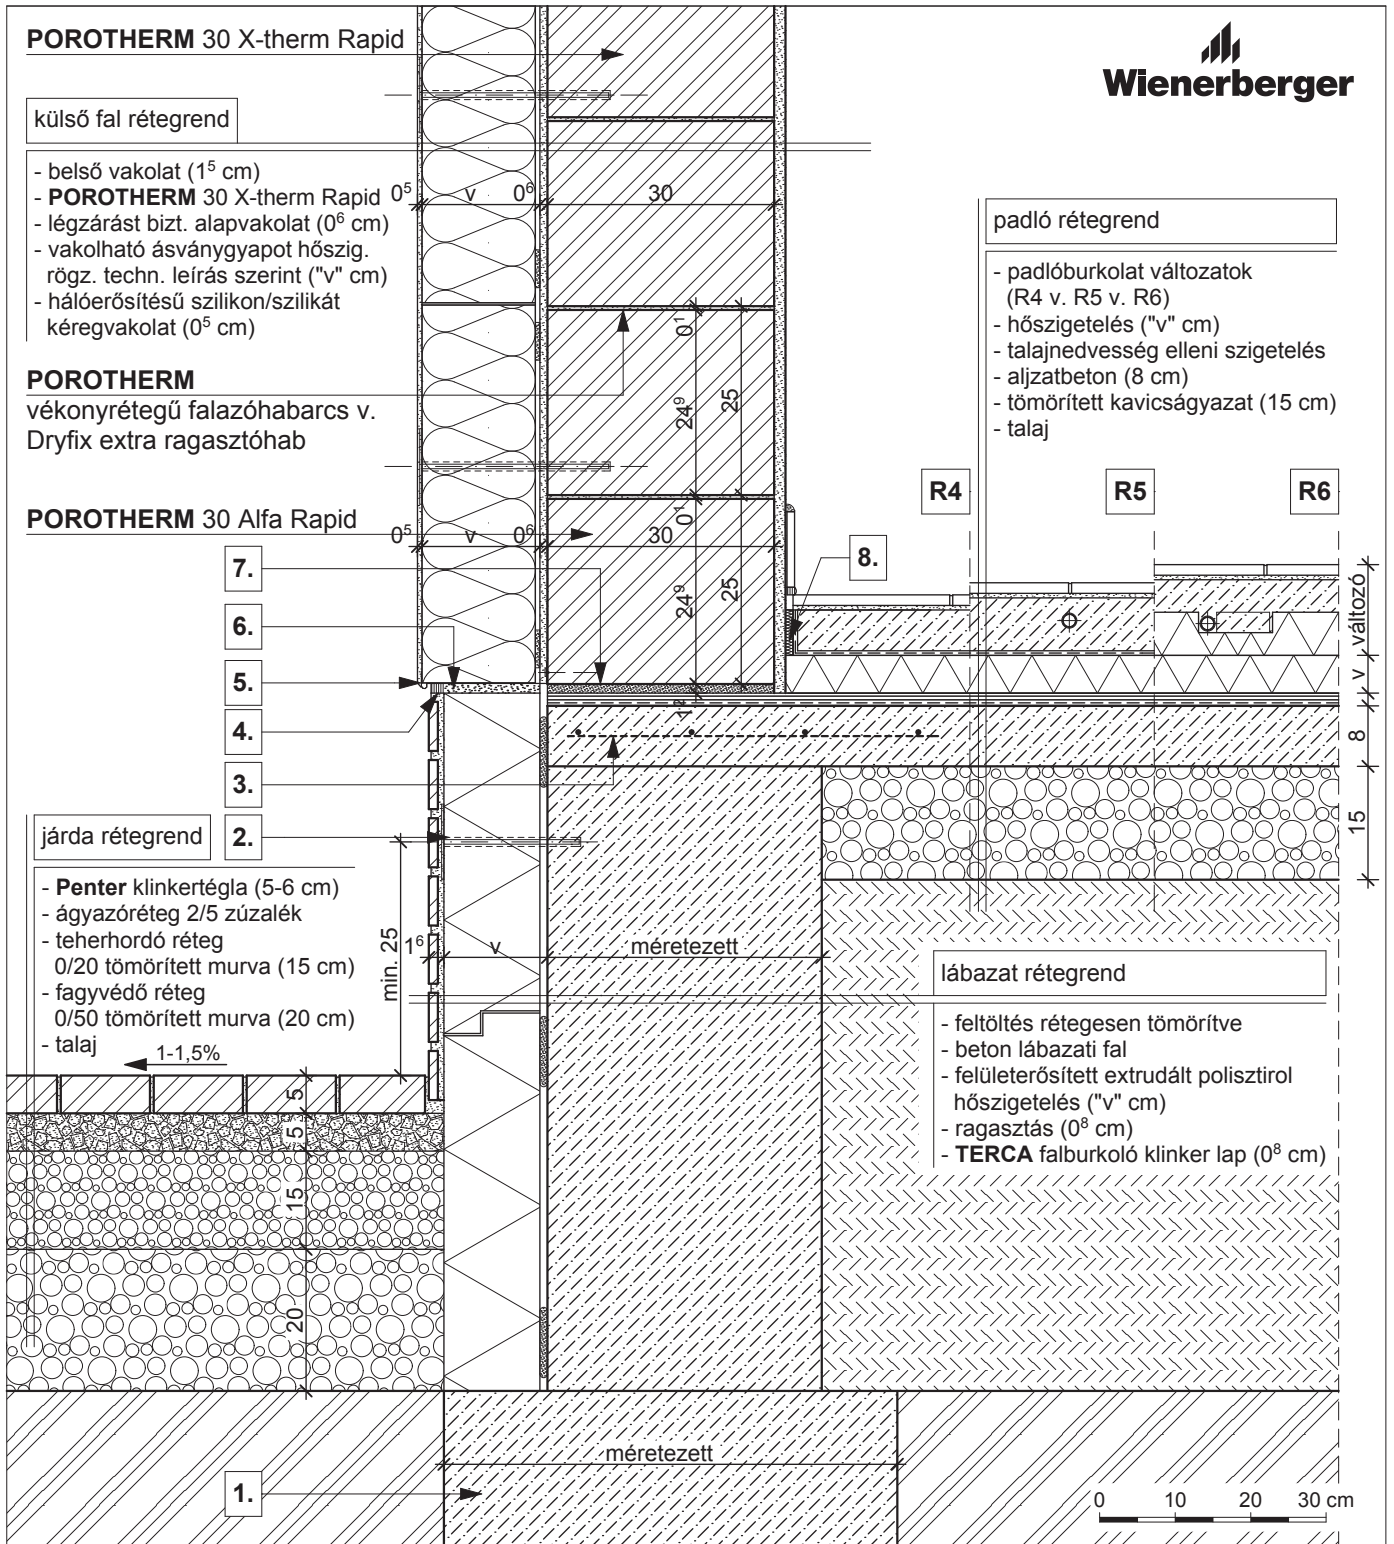 POROTHERM 30 X-therm Rapid
Wienerberger
külső fal rétegrend
- belső vakolat (1⁵ cm)
- POROTHERM 30 X-therm Rapid
- légzárást bizt. alapvakolat (0⁶ cm)
- vakolható ásványgyapot hőszig.
rögz. techn. leírás szerint ("v" cm)
- hálóerősítésű szilikon/szilikát
kéregvakolat (0⁵ cm)
0⁵ v 0⁶ 30
padló rétegrend
- padlóburkolat változatok
(R4 v. R5 v. R6)
- hőszigetelés ("v" cm)
- talajnedvesség elleni szigetelés
- aljzatbeton (8 cm)
- tömörített kavicságyazat (15 cm)
- talaj
POROTHERM
vékonyrétegű falazóhabarcs v.
Dryfix extra ragasztóhab
0¹
24⁹
25
R4 R5 R6
POROTHERM 30 Alfa Rapid
0⁵ v 0⁶ 30
0¹
24⁹
25
1²
7.
8.
6.
5.
4.
3.
2.
változó
v
8
15
járda rétegrend
- Penter klinkertégla (5-6 cm)
- ágyazóréteg 2/5 zúzalék
- teherhordó réteg
0/20 tömörített murva (15 cm)
- fagyvédő réteg
0/50 tömörített murva (20 cm)
- talaj
1-1,5%
min. 25
1⁶ v méretezett
lábazat rétegrend
- feltöltés rétegesen tömörítve
- beton lábazati fal
- felületerősített extrudált polisztirol
hőszigetelés ("v" cm)
- ragasztás (0⁸ cm)
- TERCA falburkoló klinker lap (0⁸ cm)
5
5
15
20
méretezett
1.
0 10 20 30 cm